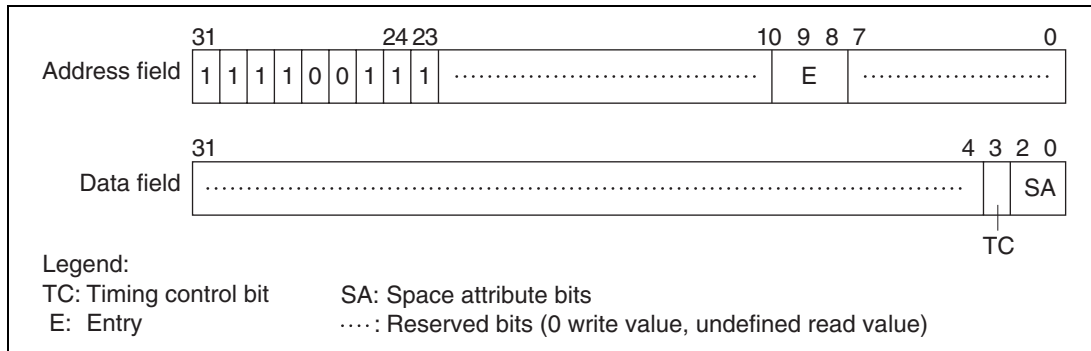 31 24 23 10 9 8 7 0
Address field 1 1 1 1 0 0 1 1 1 ............ E ............
31 4 3 2 0
Data field ............ SA
TC
Legend:
TC: Timing control bit SA: Space attribute bits
E: Entry ····: Reserved bits (0 write value, undefined read value)